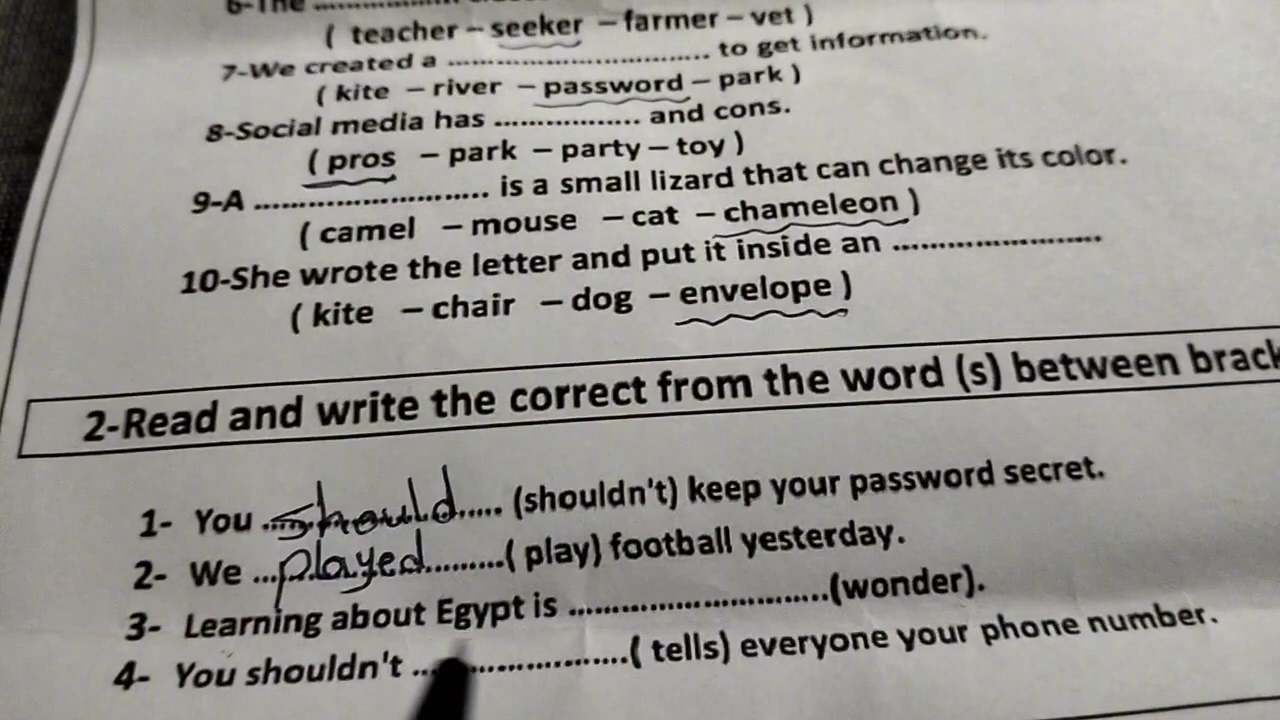 6-The ....................
( teacher – seeker – farmer – vet )
7-We created a .................................. to get information.
( kite – river – password – park )
8-Social media has .................. and cons.
( pros – park – party – toy )
9-A ............................ is a small lizard that can change its color.
( camel – mouse – cat – chameleon )
10-She wrote the letter and put it inside an .........................
( kite – chair – dog – envelope )
2-Read and write the correct from the word (s) between
1- You ..should..... (shouldn't) keep your password secret.
2- We ...played.........( play) football yesterday.
3- Learning about Egypt is ..............................(wonder).
4- You shouldn't .........................( tells) everyone your phone number.